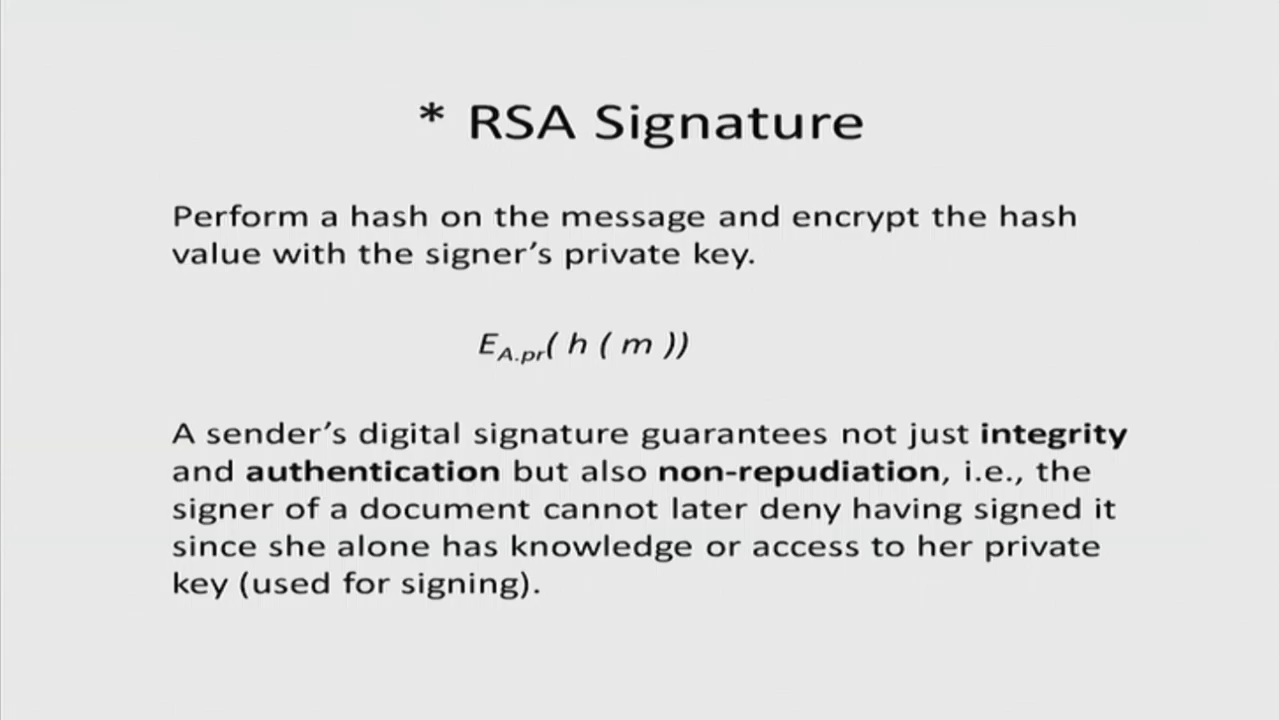 * RSA Signature
Perform a hash on the message and encrypt the hash
value with the signer’s private key.
E_{A.pr}( h ( m ))
A sender’s digital signature guarantees not just integrity
and authentication but also non-repudiation, i.e., the
signer of a document cannot later deny having signed it
since she alone has knowledge or access to her private
key (used for signing).